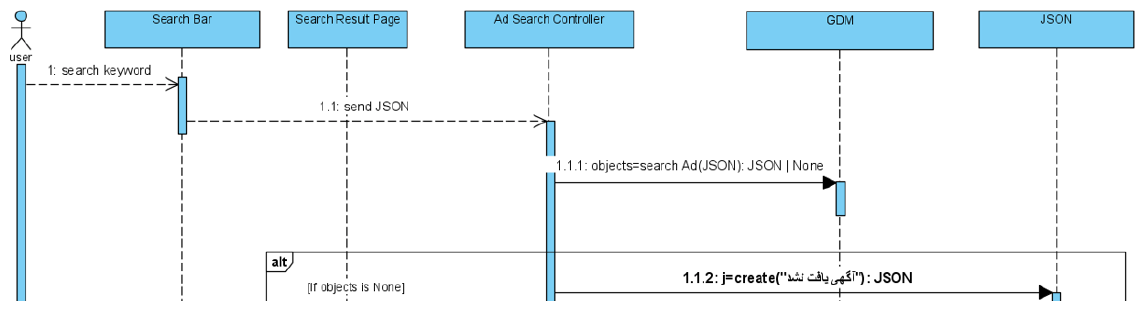 Search Bar
Search Result Page
Ad Search Controller
GDM
JSON
user
1: search keyword
1.1: send JSON
1.1.1: objects=search Ad(JSON): JSON | None
alt
[If objects is None]
1.1.2: j=create("آگهی یافت نشد") : JSON